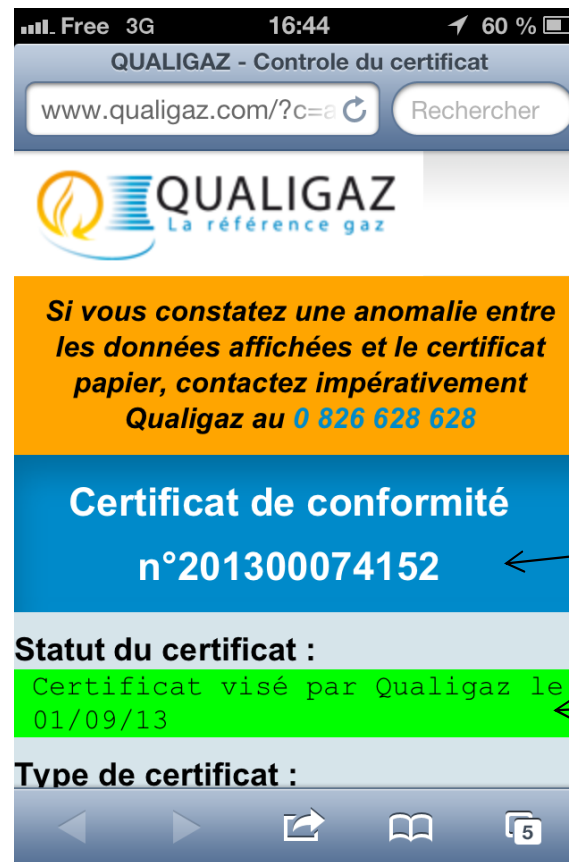 Free 3G 16:44 60 %
QUALIGAZ - Controle du certificat
www.qualigaz.com/?c=a Rechercher
QUALIGAZ
La référence gaz
Si vous constatez une anomalie entre
les données affichées et le certificat
papier, contactez impérativement
Qualigaz au 0 826 628 628
Certificat de conformité
n°201300074152
Statut du certificat :
Certificat visé par Qualigaz le
01/09/13
Type de certificat :
5